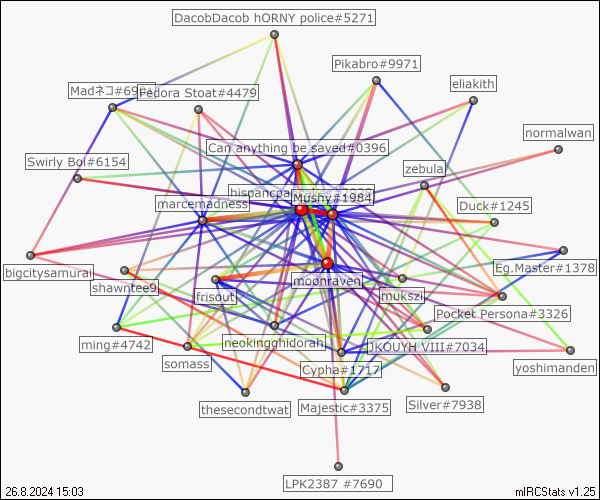 DacobDacob hORNY police#5271
Pikabro#9971
eliakith
Madネコ#69
Fedora Stoat#4479
normalwan
Can anything be saved#0396
Swirly Boi#6154
zebula
hispancpa
Mushy#1984
marcemadness
Duck#1245
bigcitysamurai
Eg.Master#1378
shawntee9
moonraven
frisout
mukszi
Pocket Persona#3326
ming#4742
neokingghidorah
JKOUYH VIII#7034
somass
Cypha#1717
yoshimanden
thesecondtwat
Majestic#3375
Silver#7938
LPK2387 #7690
26.8.2024 15:03
mIRCStats v1.25